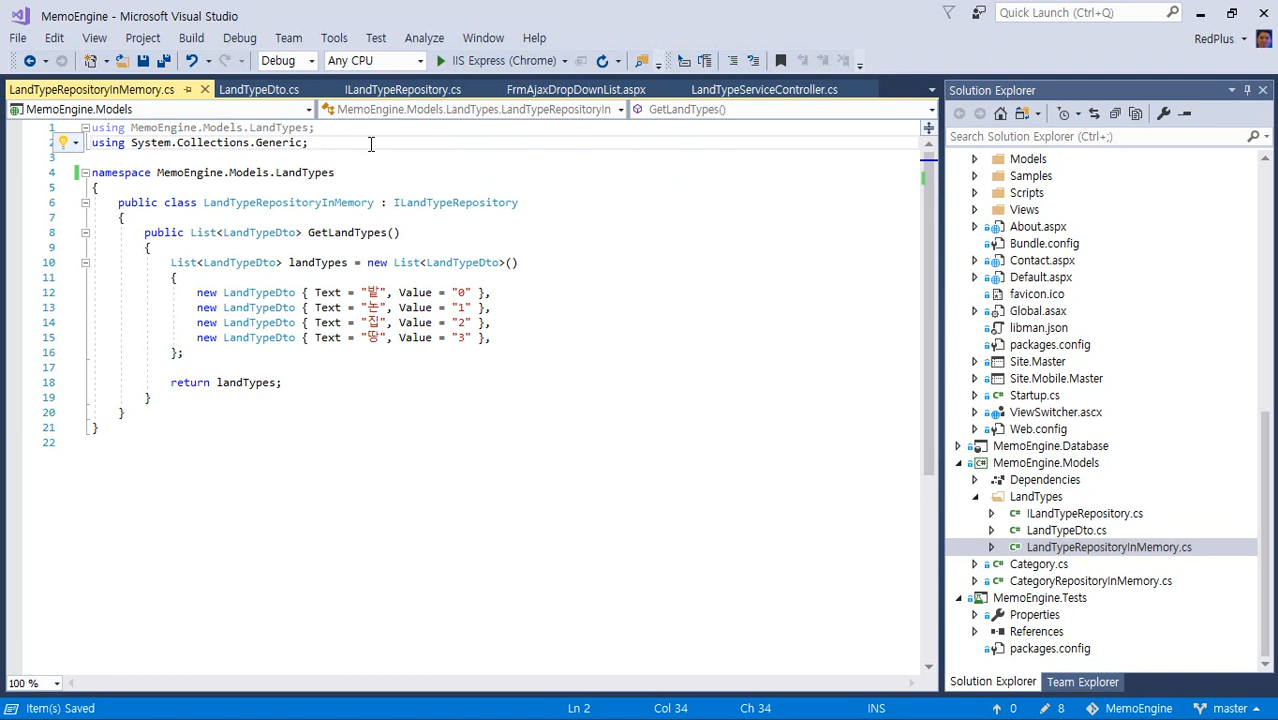 MemoEngine - Microsoft Visual Studio
Quick Launch (Ctrl+Q)
File Edit View Project Build Debug Team Tools Test Analyze Window Help
RedPlus
Debug Any CPU IIS Express (Chrome)
LandTypeRepositoryInMemory.cs LandTypeDto.cs ILandTypeRepository.cs FrmAjaxDropDownList.aspx LandTypeServiceController.cs
MemoEngine.Models MemoEngine.Models.LandTypes.LandTypeRepositoryIn GetLandTypes()
1 using MemoEngine.Models.LandTypes;
2 using System.Collections.Generic;
3
4 namespace MemoEngine.Models.LandTypes
5 {
6 public class LandTypeRepositoryInMemory : ILandTypeRepository
7 {
8 public List<LandTypeDto> GetLandTypes()
9 {
10 List<LandTypeDto> landTypes = new List<LandTypeDto>()
11 {
12 new LandTypeDto { Text = "밭", Value = "0" },
13 new LandTypeDto { Text = "논", Value = "1" },
14 new LandTypeDto { Text = "집", Value = "2" },
15 new LandTypeDto { Text = "땅", Value = "3" },
16 };
17
18 return landTypes;
19 }
20 }
21 }
22
100 %
Solution Explorer
Search Solution Explorer (Ctrl+;)
Models
Samples
Scripts
Views
About.aspx
Bundle.config
Contact.aspx
Default.aspx
favicon.ico
Global.asax
libman.json
packages.config
Site.Master
Site.Mobile.Master
Startup.cs
ViewSwitcher.ascx
Web.config
MemoEngine.Database
MemoEngine.Models
Dependencies
LandTypes
ILandTypeRepository.cs
LandTypeDto.cs
LandTypeRepositoryInMemory.cs
Category.cs
CategoryRepositoryInMemory.cs
MemoEngine.Tests
Properties
References
packages.config
Solution Explorer Team Explorer
Item(s) Saved Ln 2 Col 34 Ch 34 INS 0 8 MemoEngine master